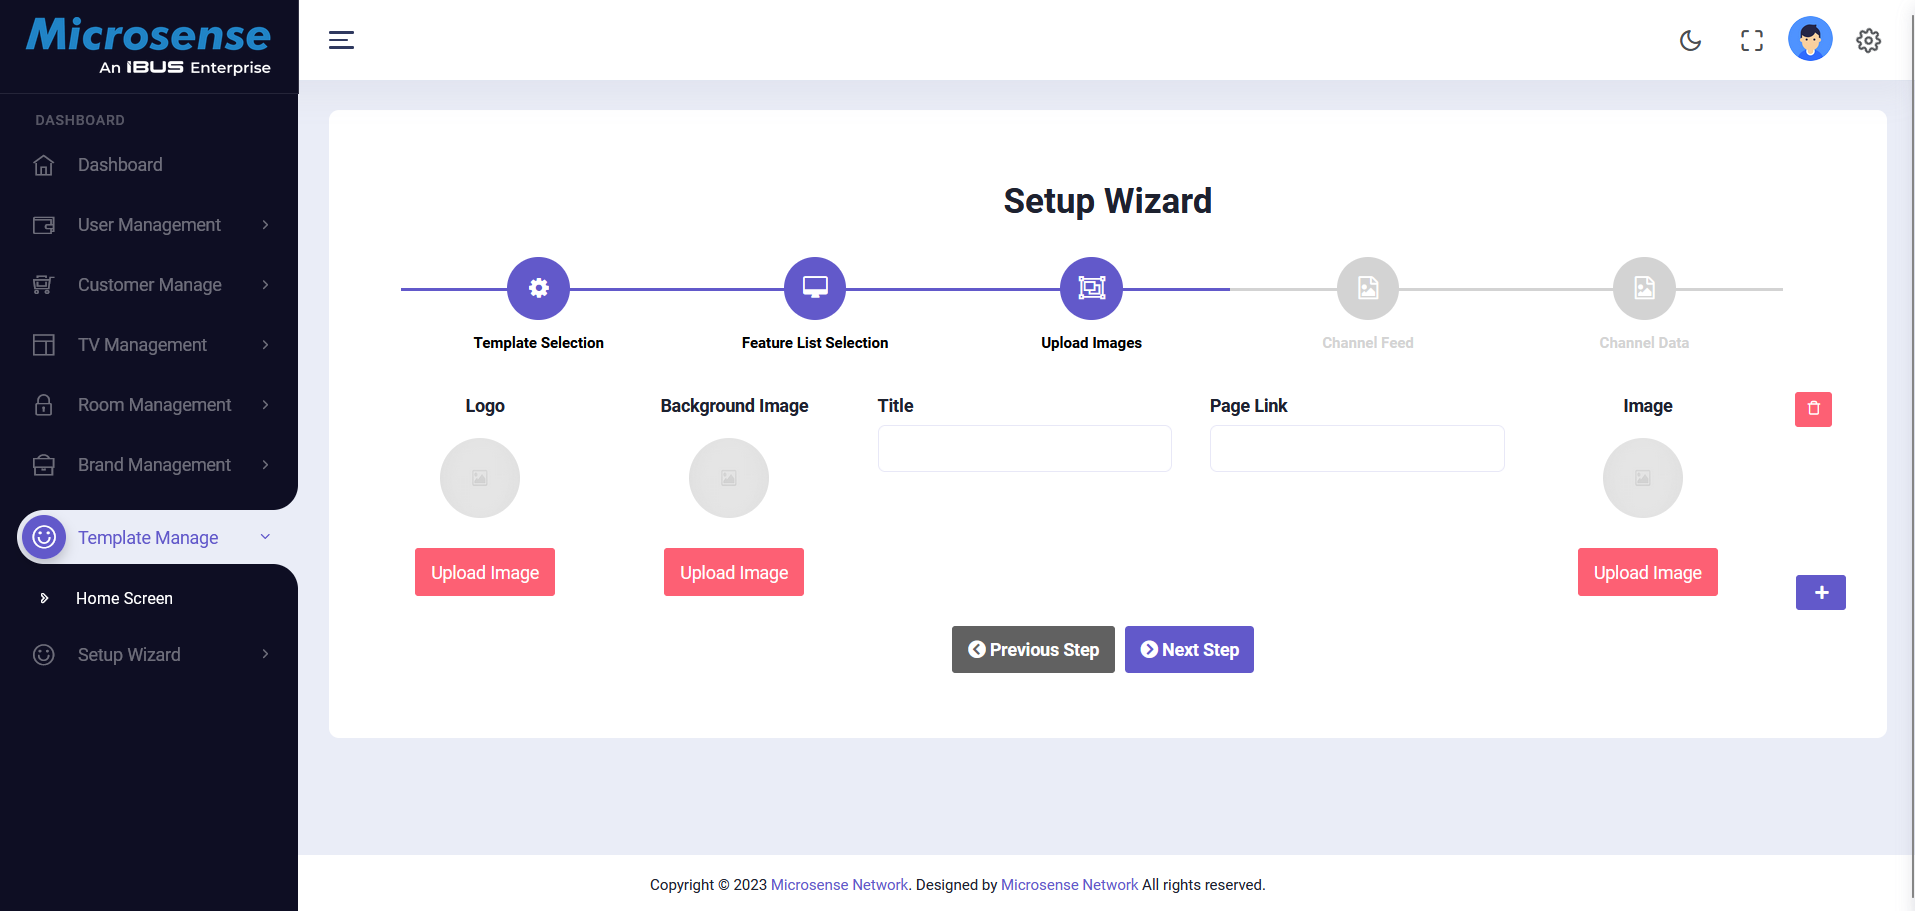 Microsense
An IBUS Enterprise
DASHBOARD
Dashboard
User Management
Customer Manage
TV Management
Room Management
Brand Management
Template Manage
Home Screen
Setup Wizard
Setup Wizard
Template Selection
Feature List Selection
Upload Images
Channel Feed
Channel Data
Logo
Background Image
Title
Page Link
Image
Upload Image
Upload Image
Upload Image
Previous Step
Next Step
Copyright © 2023 Microsense Network. Designed by Microsense Network All rights reserved.